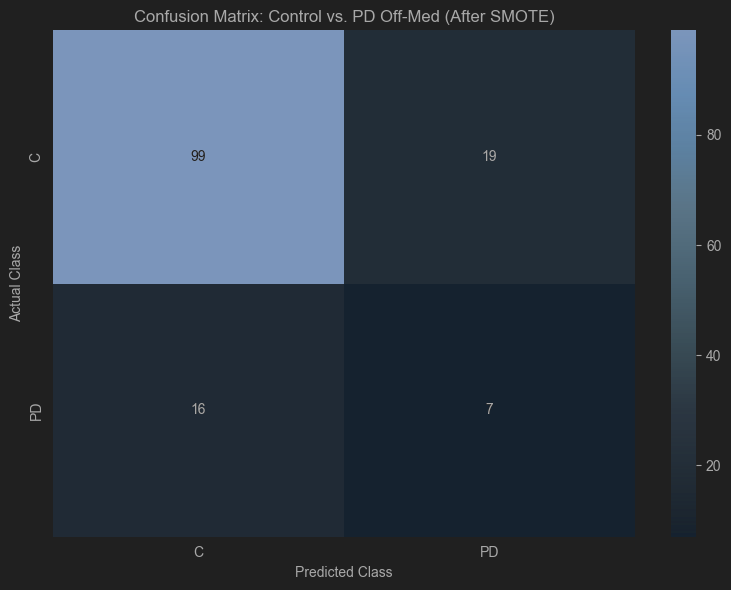 Confusion Matrix: Control vs. PD Off-Med (After SMOTE)
Actual Class
C
99
19
PD
16
7
C
PD
Predicted Class
80
60
40
20